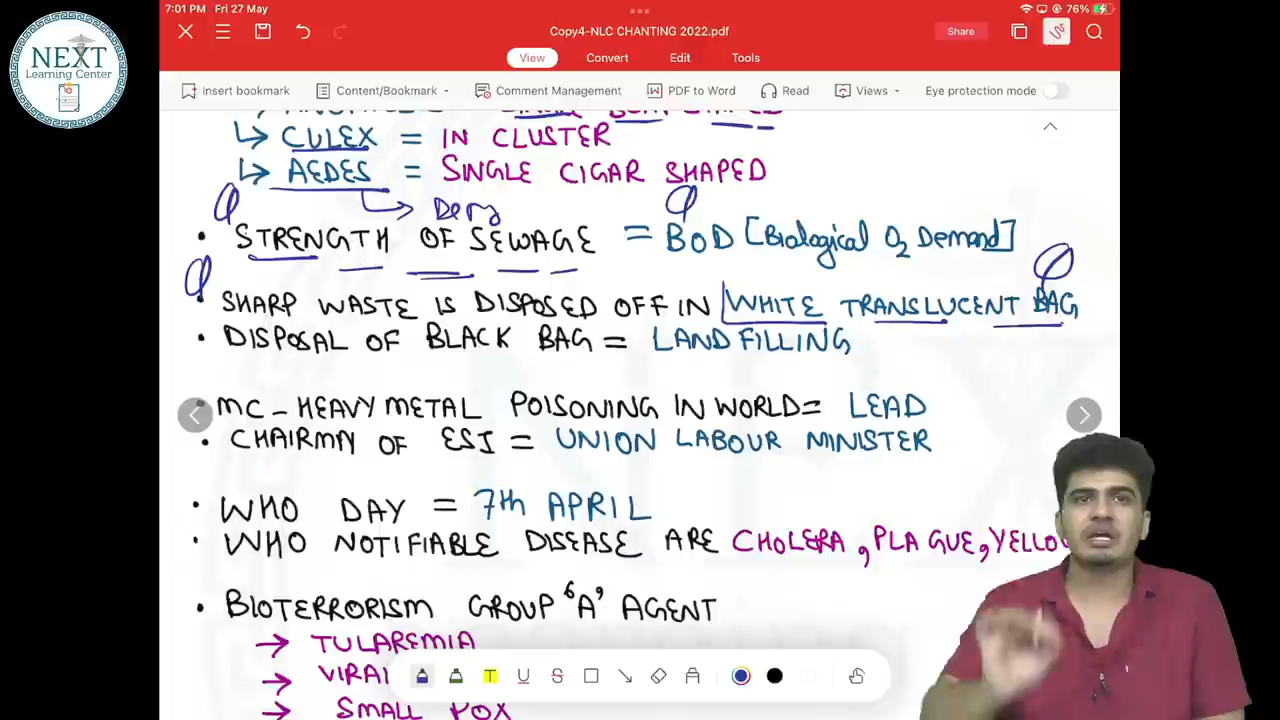 7:01 PM Fri 27 May
76%
NEXT
Learning Center
Copy4-NLC CHANTING 2022.pdf
Share
View
Convert
Edit
Tools
Insert bookmark
Content/Bookmark
Comment Management
PDF to Word
Read
Views
Eye protection mode
↳ CULEX = IN CLUSTER
↳ AEDES = SINGLE CIGAR SHAPED
• STRENGTH OF SEWAGE = BOD [Biological O2 Demand]
• SHARP WASTE IS DISPOSED OFF IN WHITE TRANSLUCENT BAG
• DISPOSAL OF BLACK BAG = LAND FILLING
• MC - HEAVY METAL POISONING IN WORLD = LEAD
• CHAIRMAN OF ESI = UNION LABOUR MINISTER
• WHO DAY = 7th APRIL
• WHO NOTIFIABLE DISEASE ARE CHOLERA, PLAGUE,
• BIOTERRORISM GROUP 'A' AGENT
→ TULAREMIA
→
→ SMALL POX